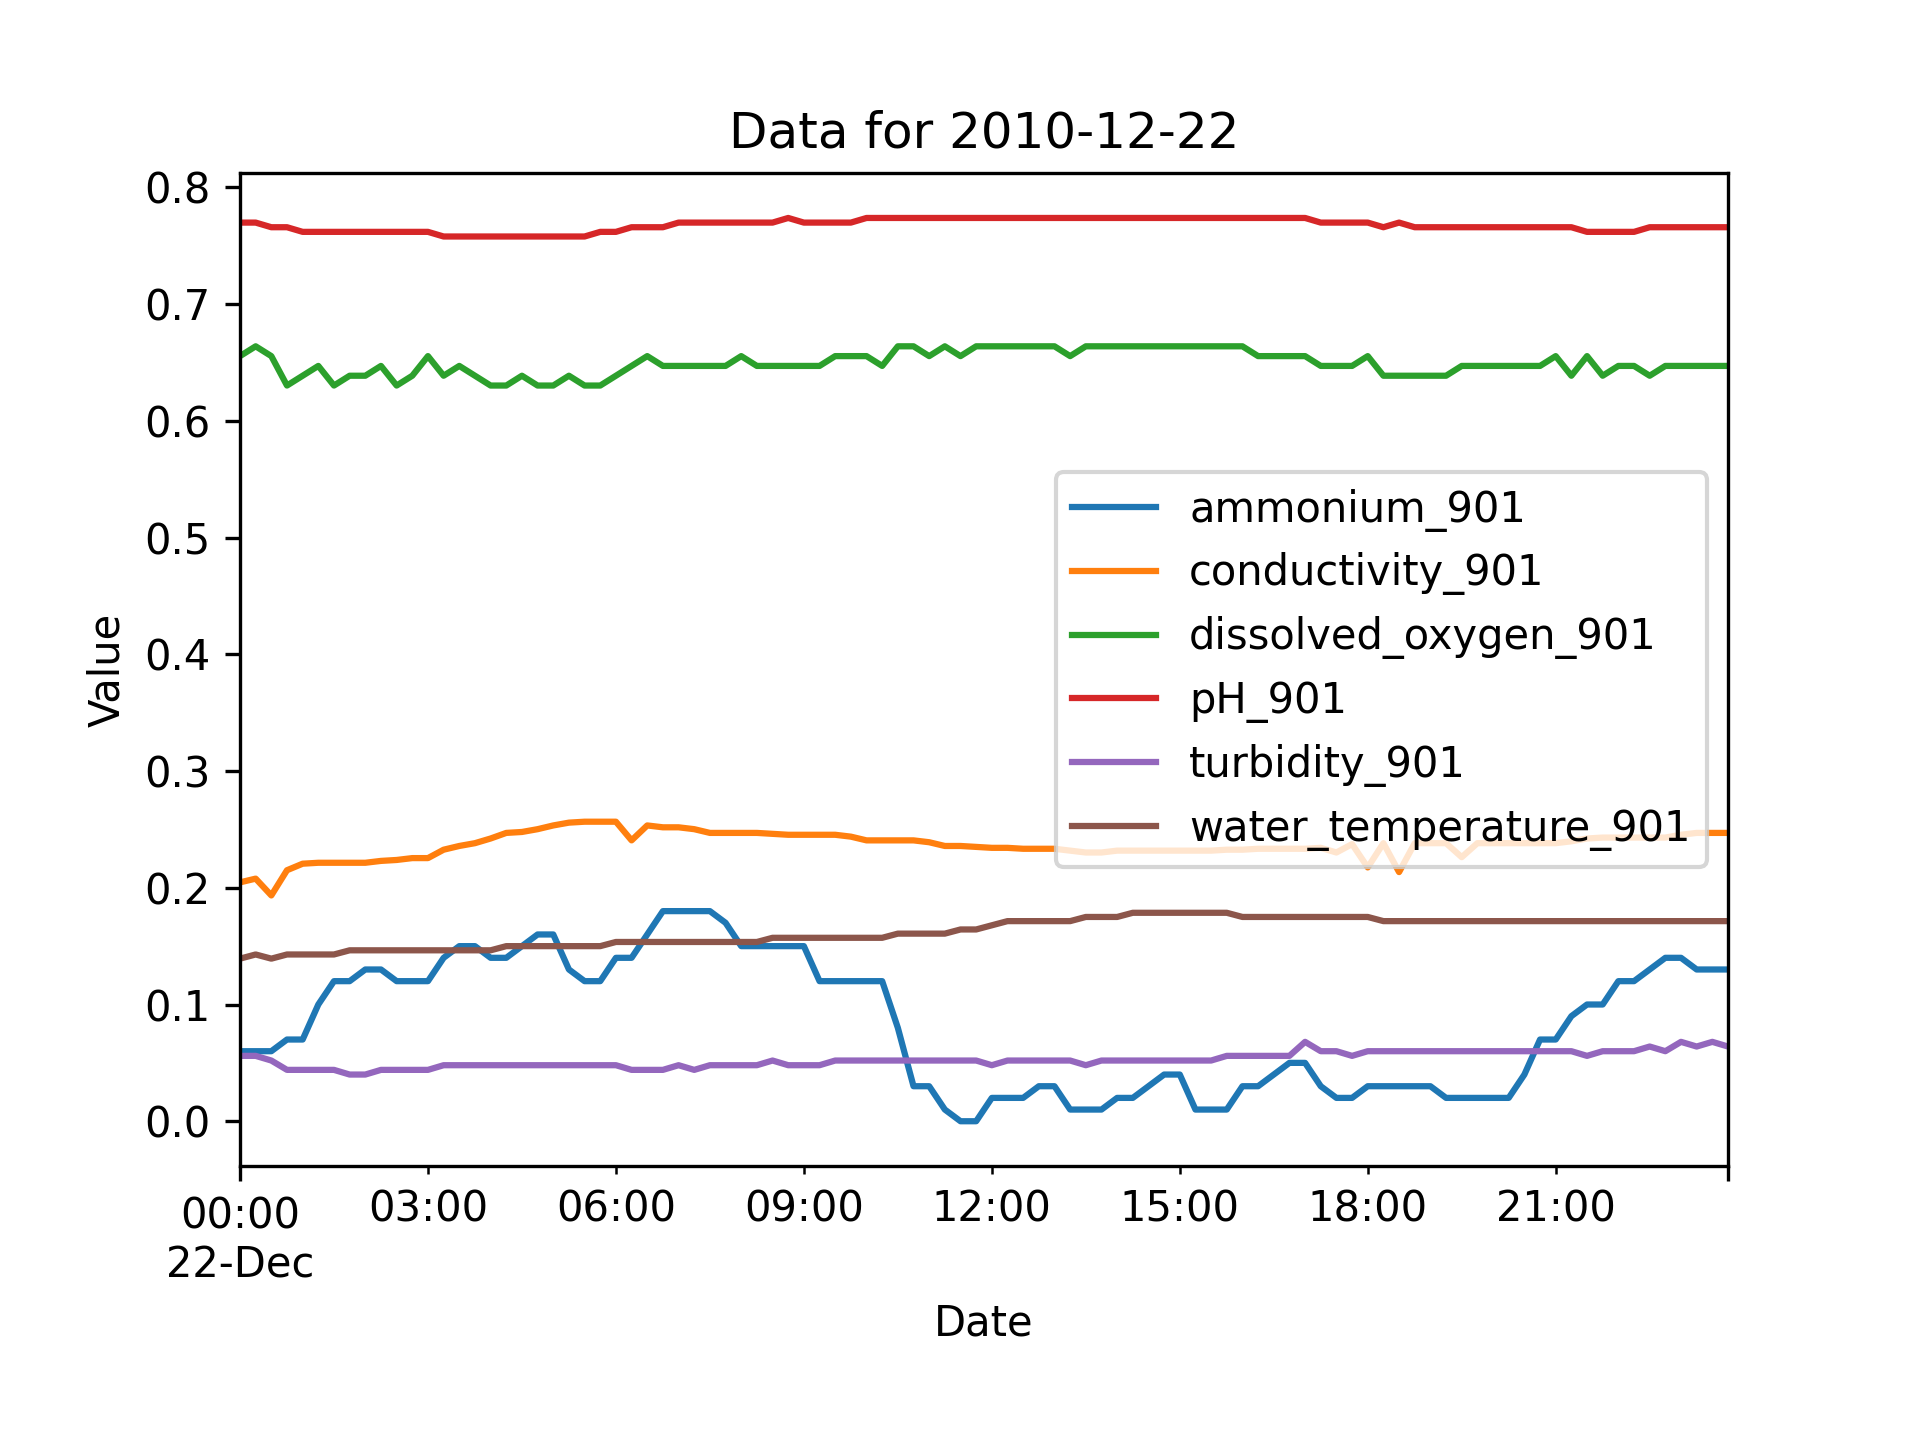 Data for 2010-12-22
0.8
0.7
0.6
0.5
0.4
0.3
0.2
0.1
0.0
Value
ammonium_901
conductivity_901
dissolved_oxygen_901
pH_901
turbidity_901
water_temperature_901
00:00 03:00 06:00 09:00 12:00 15:00 18:00 21:00
22-Dec
Date